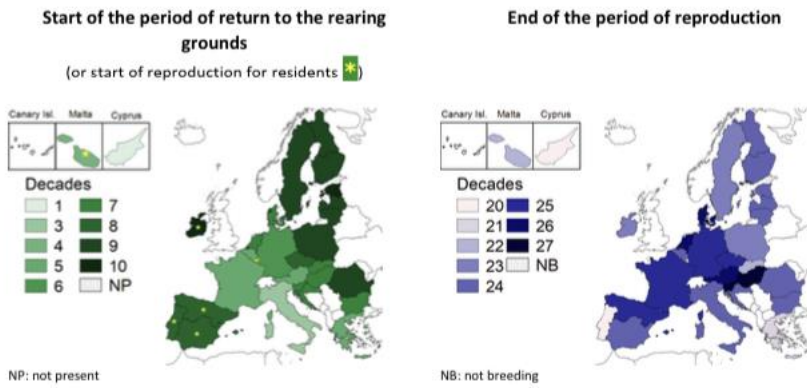 Start of the period of return to the rearing
grounds
(or start of reproduction for residents *)
Canary Isl. Malta Cyprus
Decades
1 7
3 8
4 9
5 10
6 NP
NP: not present
End of the period of reproduction
Canary Isl. Malta Cyprus
Decades
20 25
21 26
22 27
23 NB
24
NB: not breeding